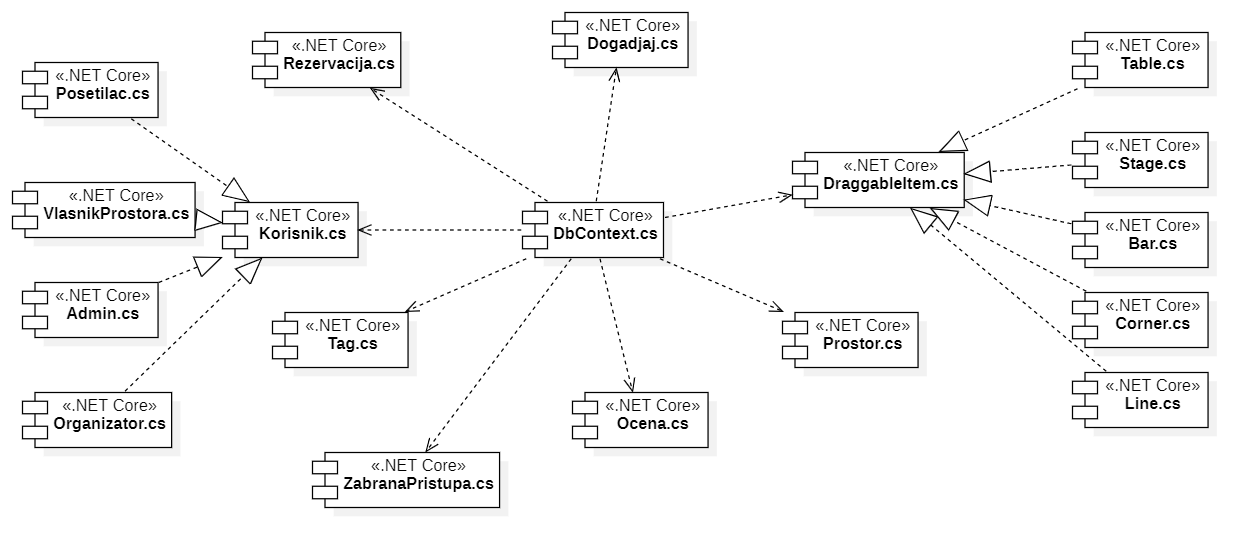 «.NET Core»
Dogadjaj.cs
«.NET Core»
Rezervacija.cs
«.NET Core»
Table.cs
«.NET Core»
Posetilac.cs
«.NET Core»
Stage.cs
«.NET Core»
DraggableItem.cs
«.NET Core»
VlasnikProstora.cs
«.NET Core»
Korisnik.cs
«.NET Core»
DbContext.cs
«.NET Core»
Bar.cs
«.NET Core»
Admin.cs
«.NET Core»
Corner.cs
«.NET Core»
Tag.cs
«.NET Core»
Prostor.cs
«.NET Core»
Line.cs
«.NET Core»
Organizator.cs
«.NET Core»
Ocena.cs
«.NET Core»
ZabranaPristupa.cs